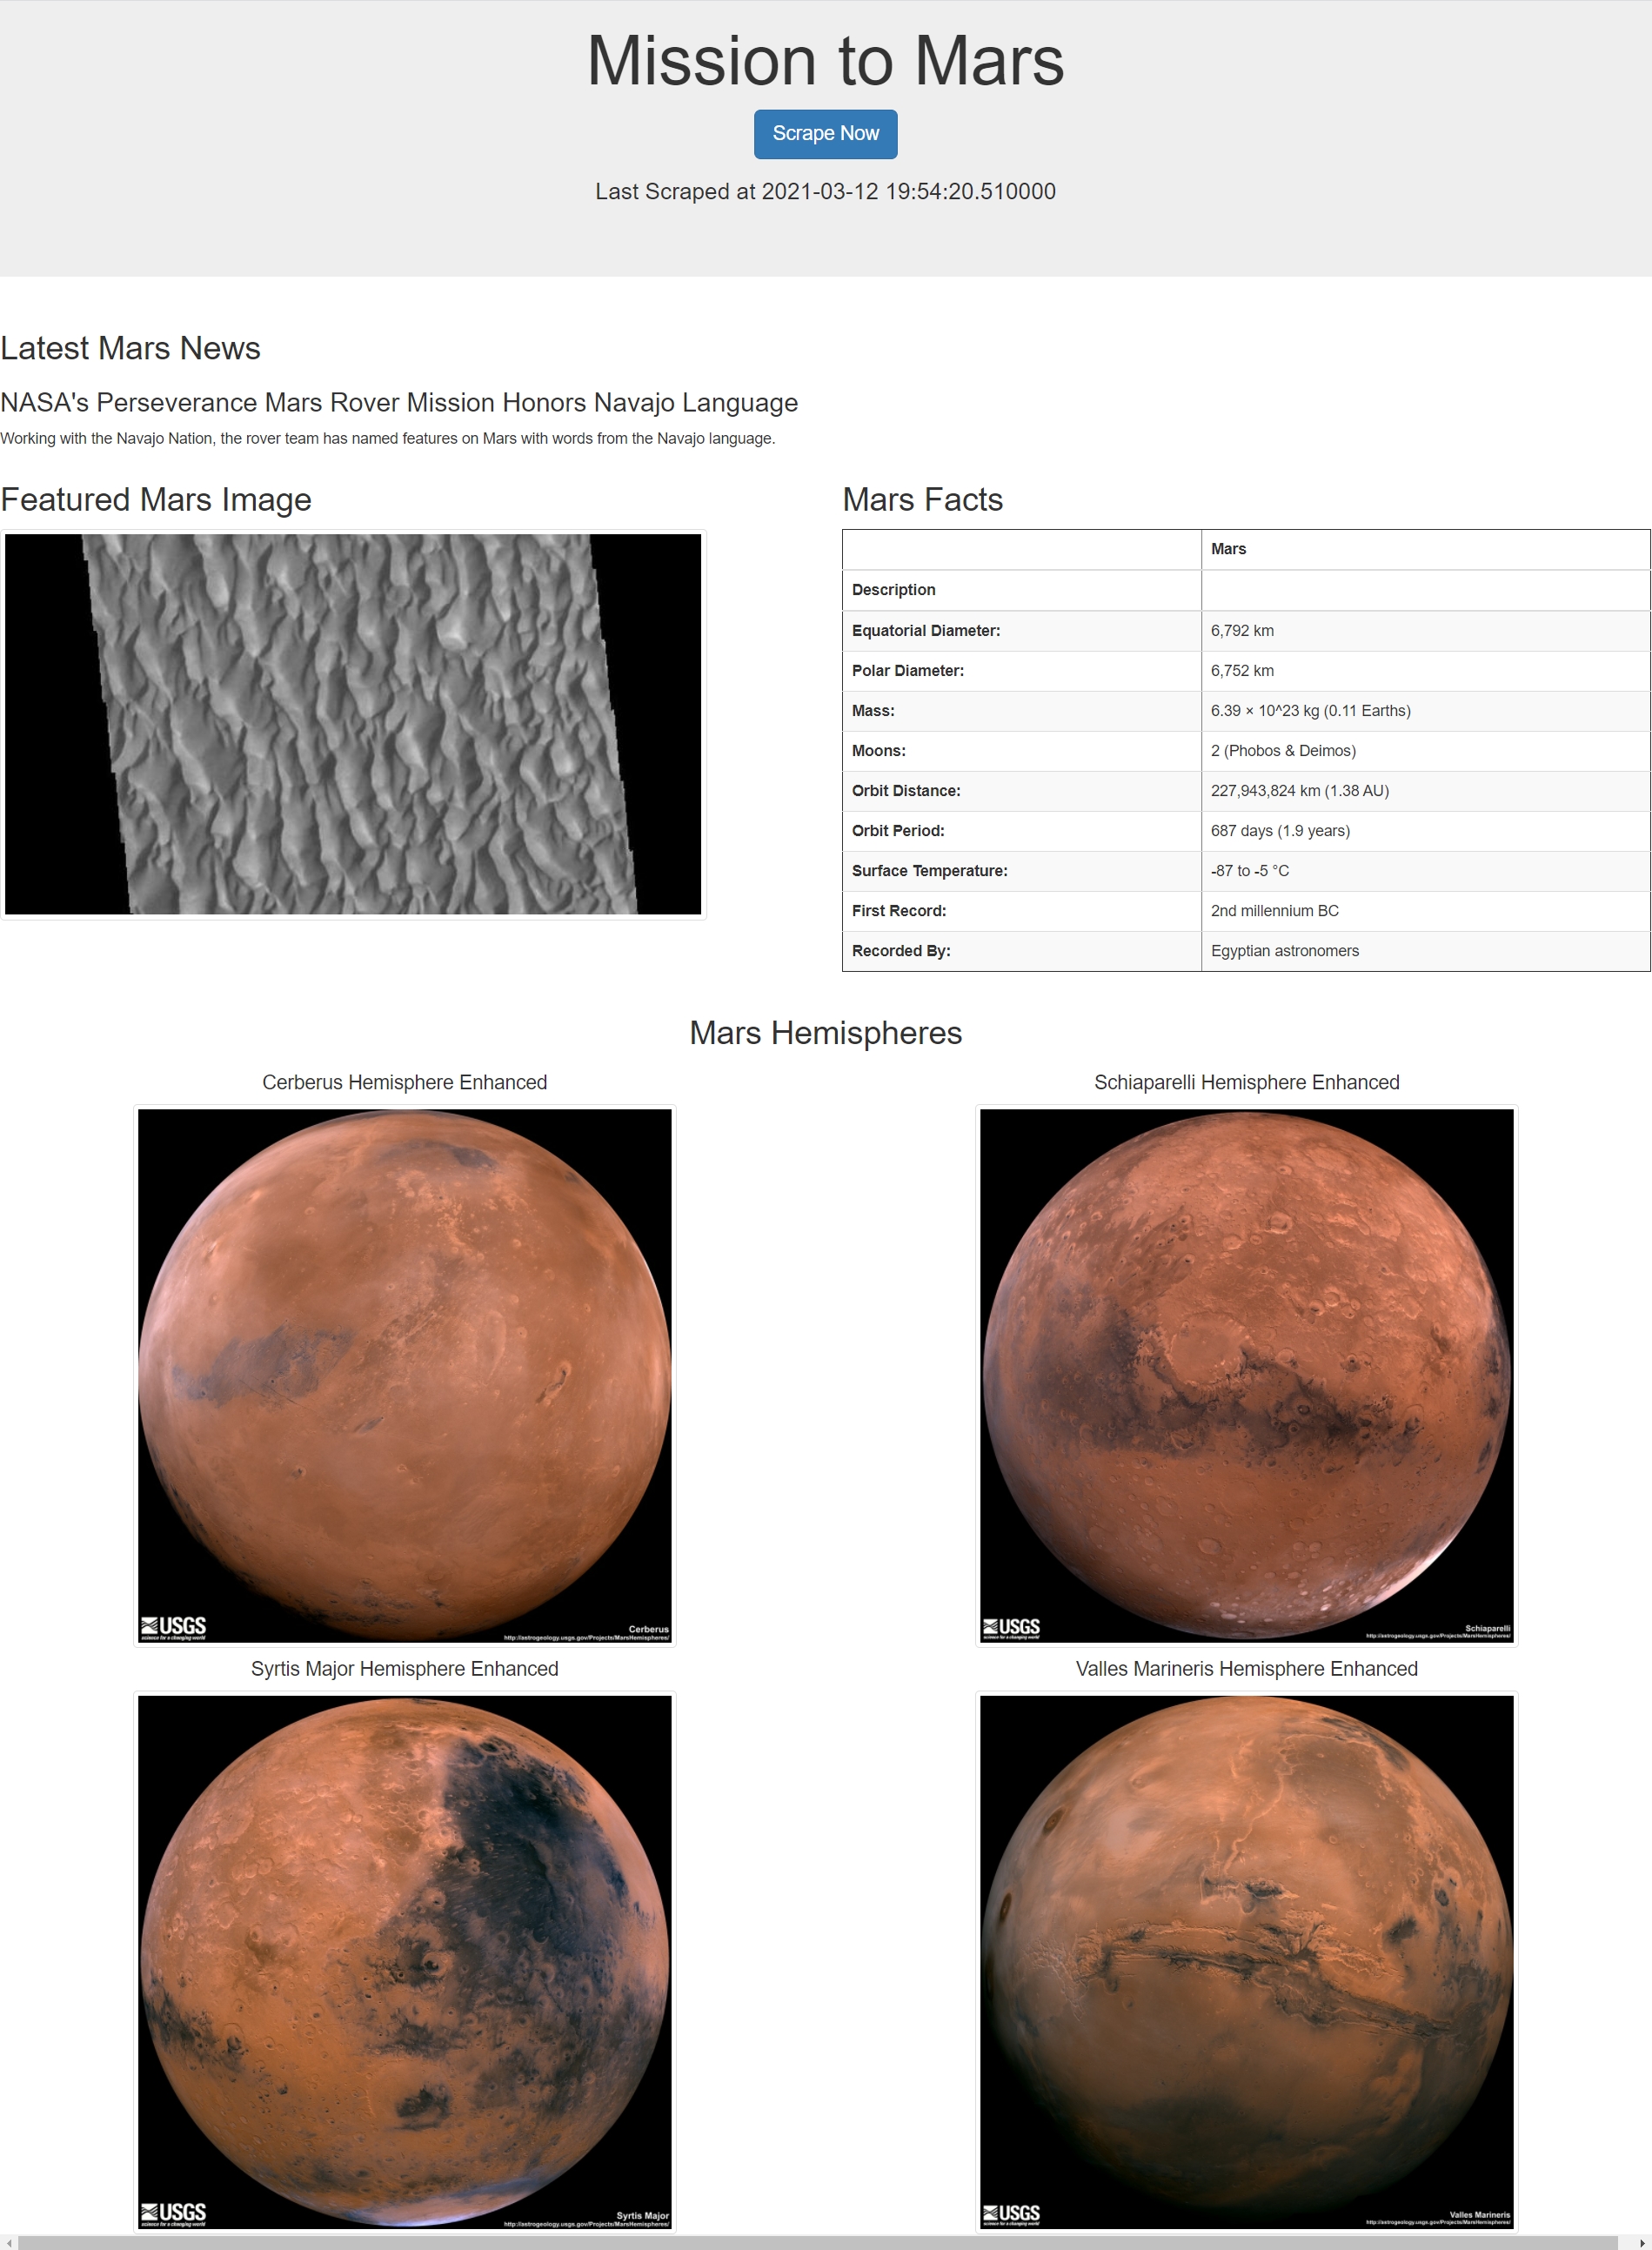 Mission to Mars
Scrape Now
Last Scraped at 2021-03-12 19:54:20.510000
Latest Mars News
NASA's Perseverance Mars Rover Mission Honors Navajo Language
Working with the Navajo Nation, the rover team has named features on Mars with words from the Navajo language.
Featured Mars Image
Mars Facts
Mars
Description
Equatorial Diameter: 6,792 km
Polar Diameter: 6,752 km
Mass: 6.39 × 10^23 kg (0.11 Earths)
Moons: 2 (Phobos & Deimos)
Orbit Distance: 227,943,824 km (1.38 AU)
Orbit Period: 687 days (1.9 years)
Surface Temperature: -87 to -5 °C
First Record: 2nd millennium BC
Recorded By: Egyptian astronomers
Mars Hemispheres
Cerberus Hemisphere Enhanced
USGS
science for a changing world
Cerberus
http://astrogeology.usgs.gov/Projects/MarsHemispheres/
Schiaparelli Hemisphere Enhanced
USGS
science for a changing world
Schiaparelli
http://astrogeology.usgs.gov/Projects/MarsHemispheres/
Syrtis Major Hemisphere Enhanced
USGS
science for a changing world
Syrtis Major
http://astrogeology.usgs.gov/Projects/MarsHemispheres/
Valles Marineris Hemisphere Enhanced
USGS
science for a changing world
Valles Marineris
http://astrogeology.usgs.gov/Projects/MarsHemispheres/